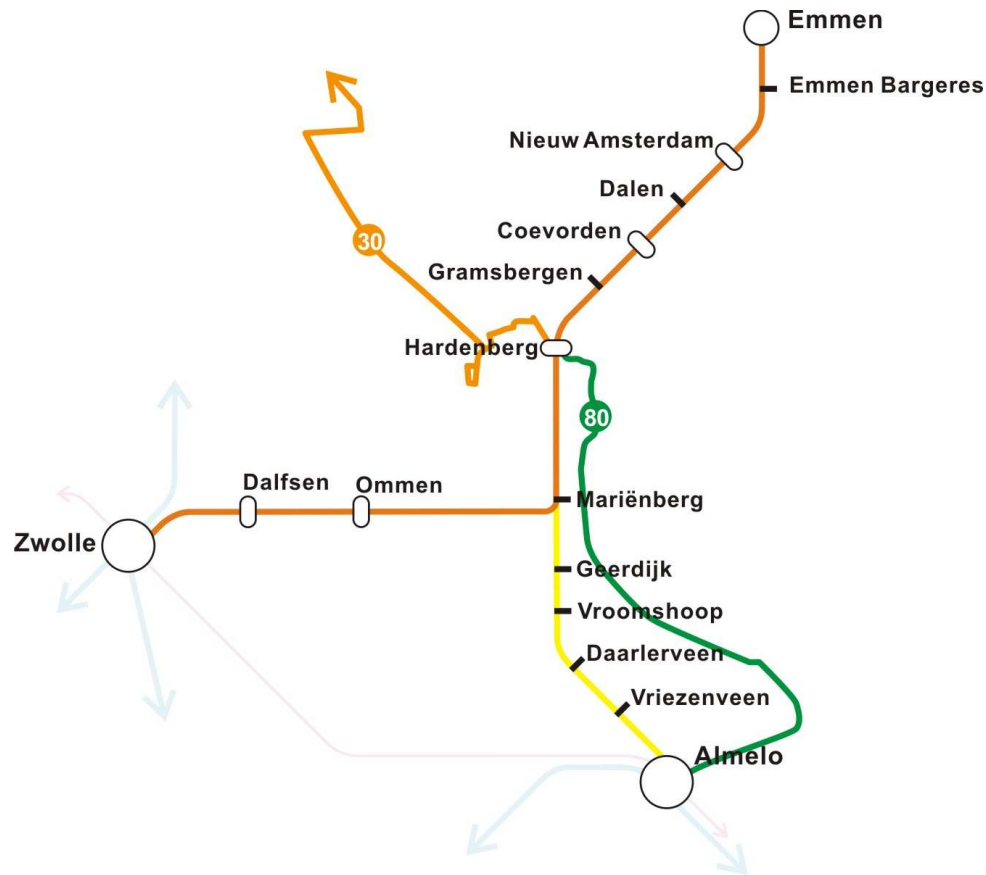 Emmen
Emmen Bargeres
Nieuw Amsterdam
Dalen
Coevorden
30
Gramsbergen
Hardenberg
80
Dalfsen
Ommen
Mariënberg
Zwolle
Geerdijk
Vroomshoop
Daarlerveen
Vriezenveen
Almelo